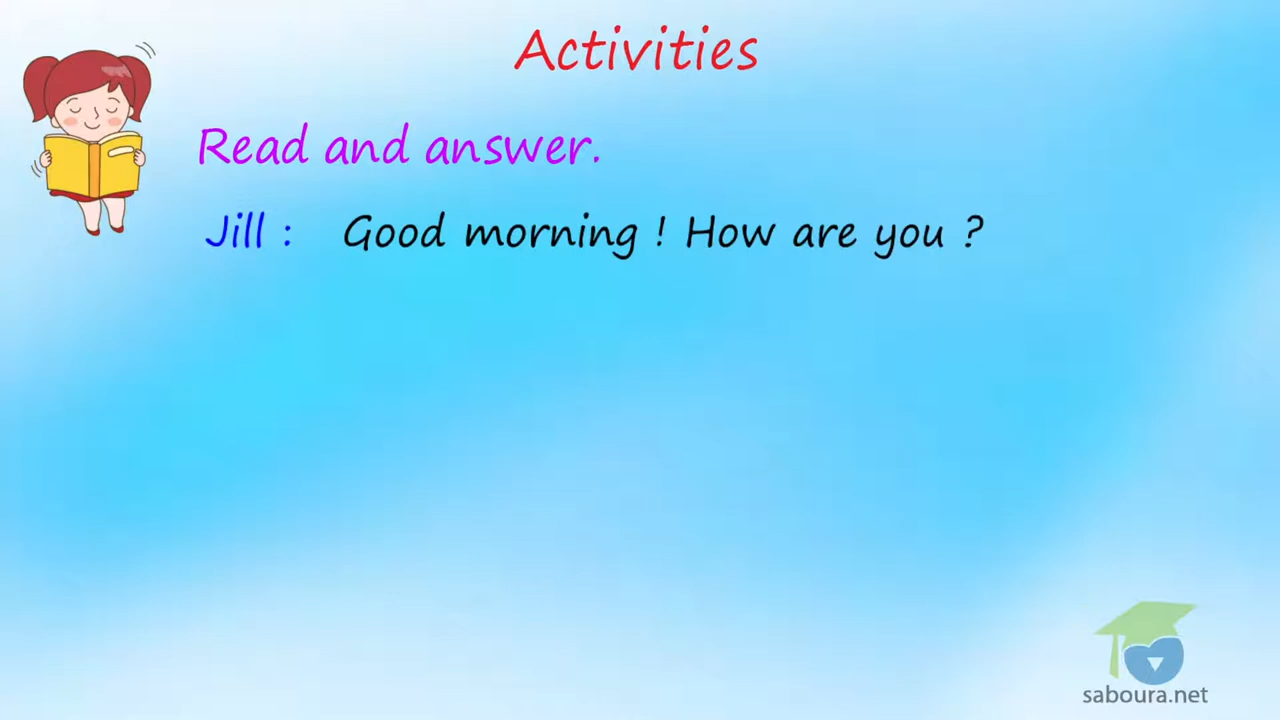 Activities
Read and answer.
Jill : Good morning ! How are you ?
saboura.net